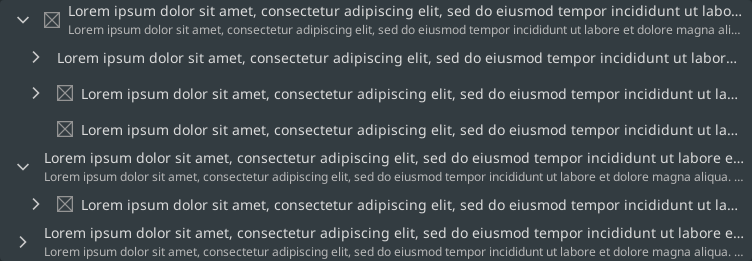 Lorem ipsum dolor sit amet, consectetur adipiscing elit, sed do eiusmod tempor incididunt ut labo...
Lorem ipsum dolor sit amet, consectetur adipiscing elit, sed do eiusmod tempor incididunt ut labore et dolore magna ali...
Lorem ipsum dolor sit amet, consectetur adipiscing elit, sed do eiusmod tempor incididunt ut labor...
Lorem ipsum dolor sit amet, consectetur adipiscing elit, sed do eiusmod tempor incididunt ut la...
Lorem ipsum dolor sit amet, consectetur adipiscing elit, sed do eiusmod tempor incididunt ut la...
Lorem ipsum dolor sit amet, consectetur adipiscing elit, sed do eiusmod tempor incididunt ut labore e...
Lorem ipsum dolor sit amet, consectetur adipiscing elit, sed do eiusmod tempor incididunt ut labore et dolore magna aliqua. ...
Lorem ipsum dolor sit amet, consectetur adipiscing elit, sed do eiusmod tempor incididunt ut la...
Lorem ipsum dolor sit amet, consectetur adipiscing elit, sed do eiusmod tempor incididunt ut labore e...
Lorem ipsum dolor sit amet, consectetur adipiscing elit, sed do eiusmod tempor incididunt ut labore et dolore magna aliqua. ...